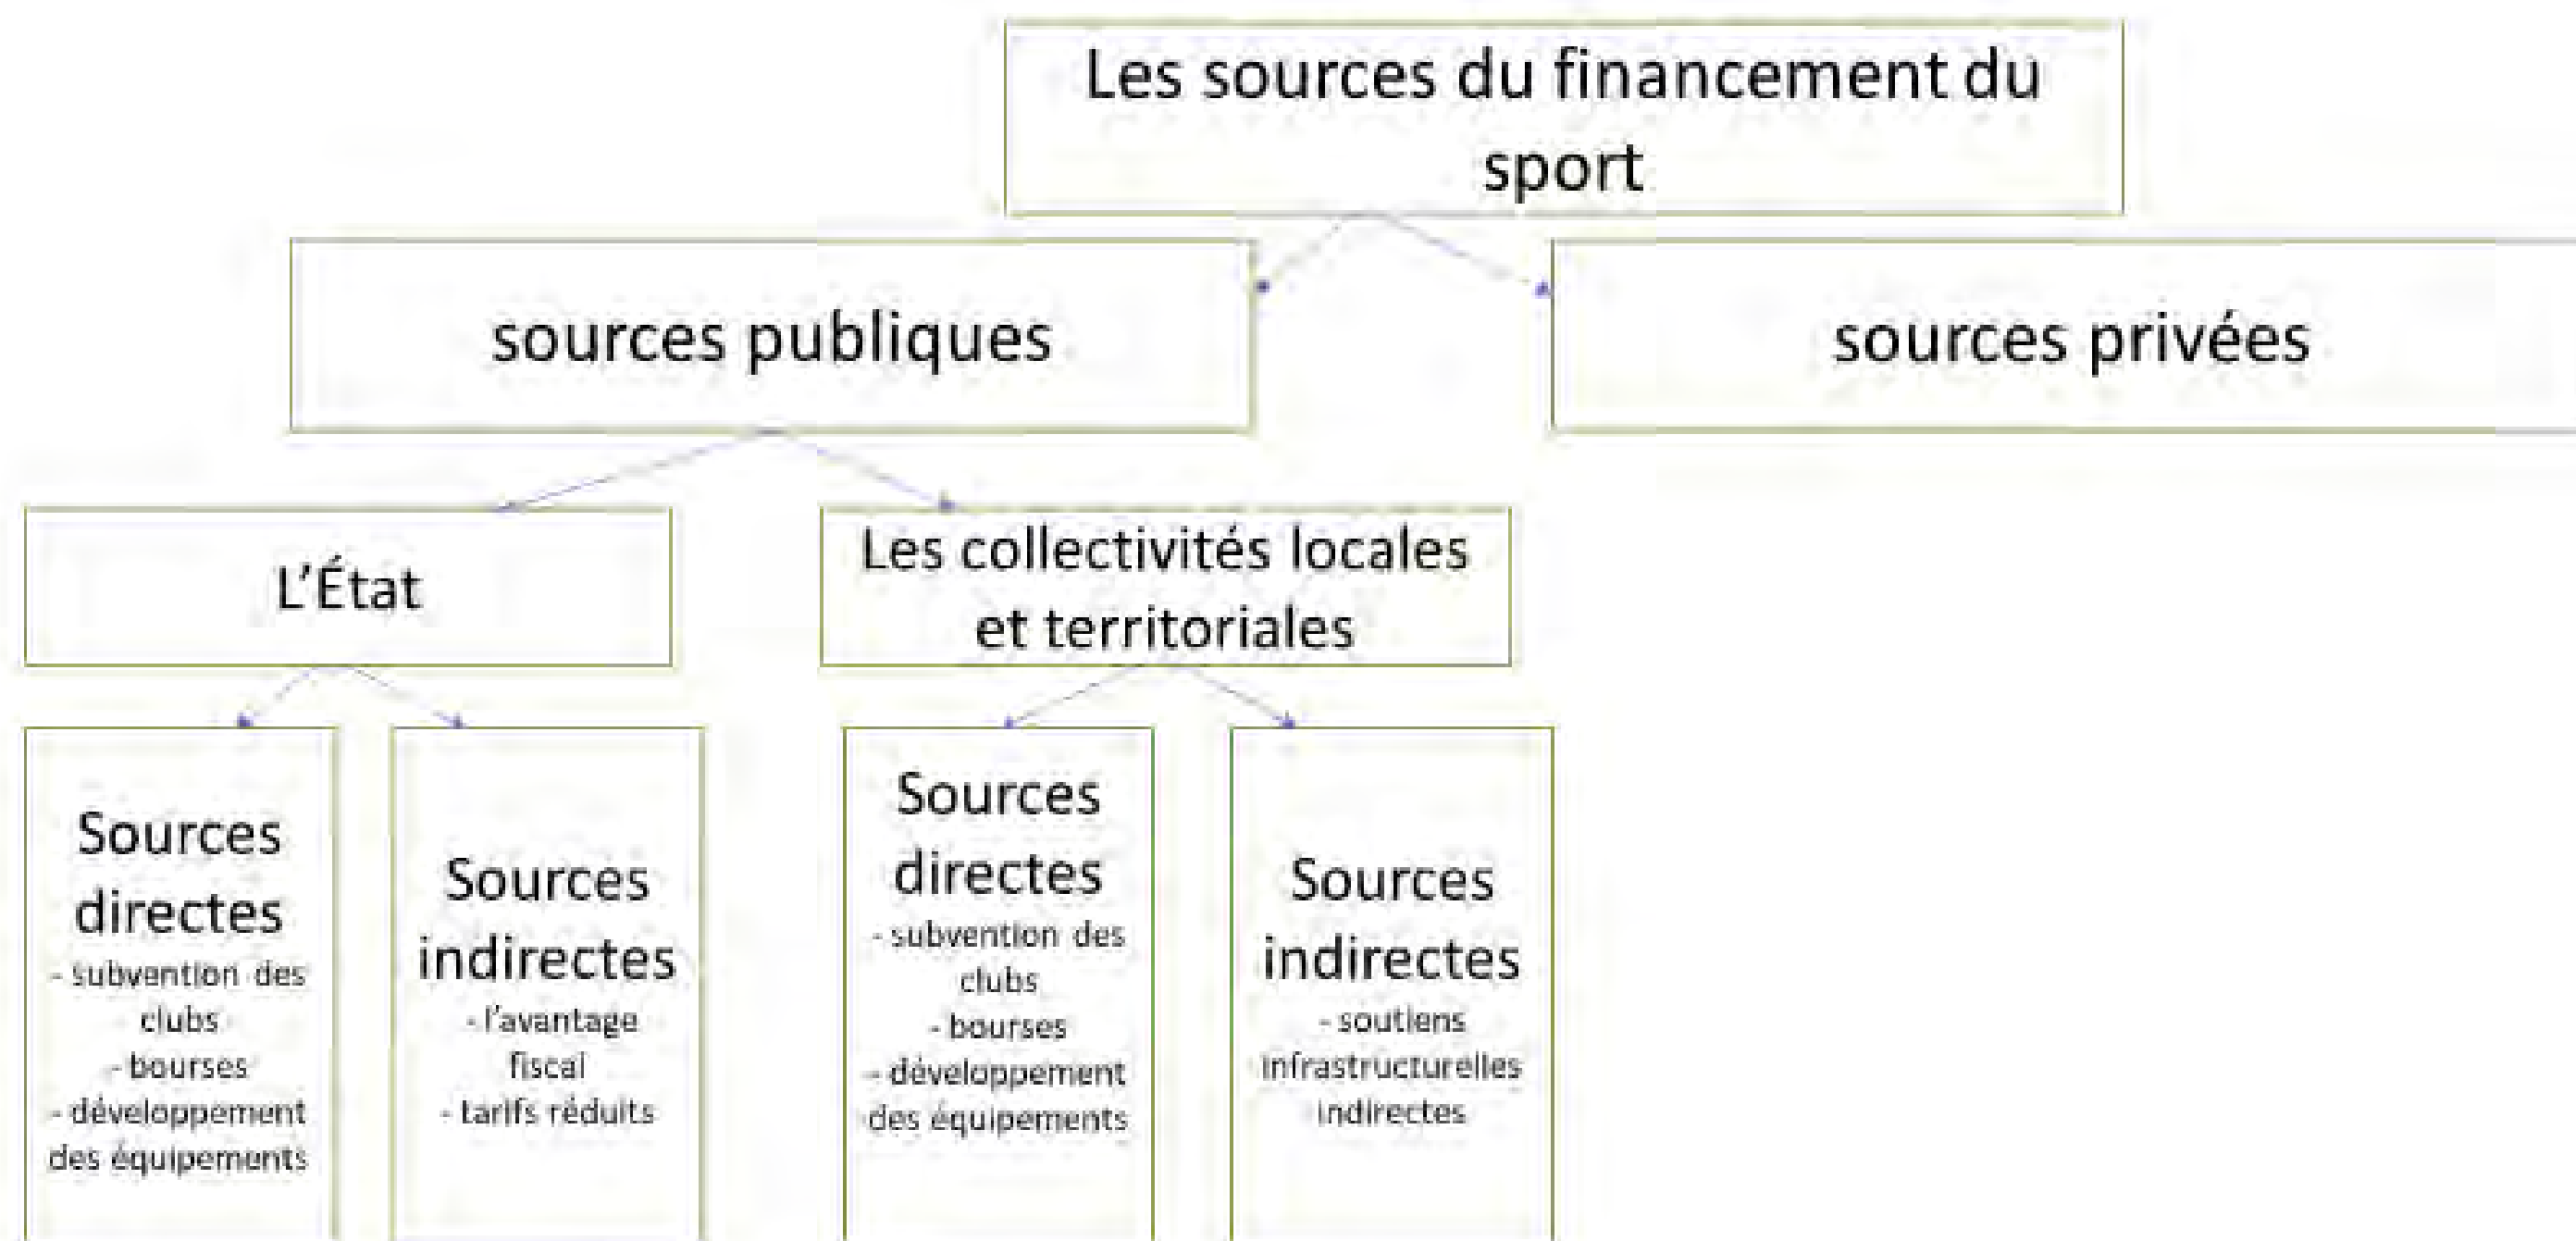 Les sources du financement du
sport
sources publiques
sources privées
L'État
Les collectivités locales
et territoriales
Sources
directes
- subvention des
clubs
- bourses
- développement
des équipements
Sources
indirectes
- l'avantage
fiscal
- tarifs réduits
Sources
directes
- subvention des
clubs
- bourses
- développement
des équipements
Sources
indirectes
- soutiens
infrastructurelles
indirectes